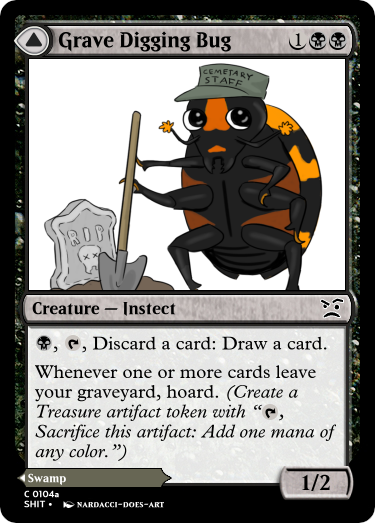 Grave Digging Bug 1
CEMETARY
STAFF
RIP
Creature — Instect
, , Discard a card: Draw a card.
Whenever one or more cards leave
your graveyard, hoard. (Create a
Treasure artifact token with “ ,
Sacrifice this artifact: Add one mana of
any color.”)
Swamp
1/2
C 0104a
SHIT • NARDACCI-DOES-ART